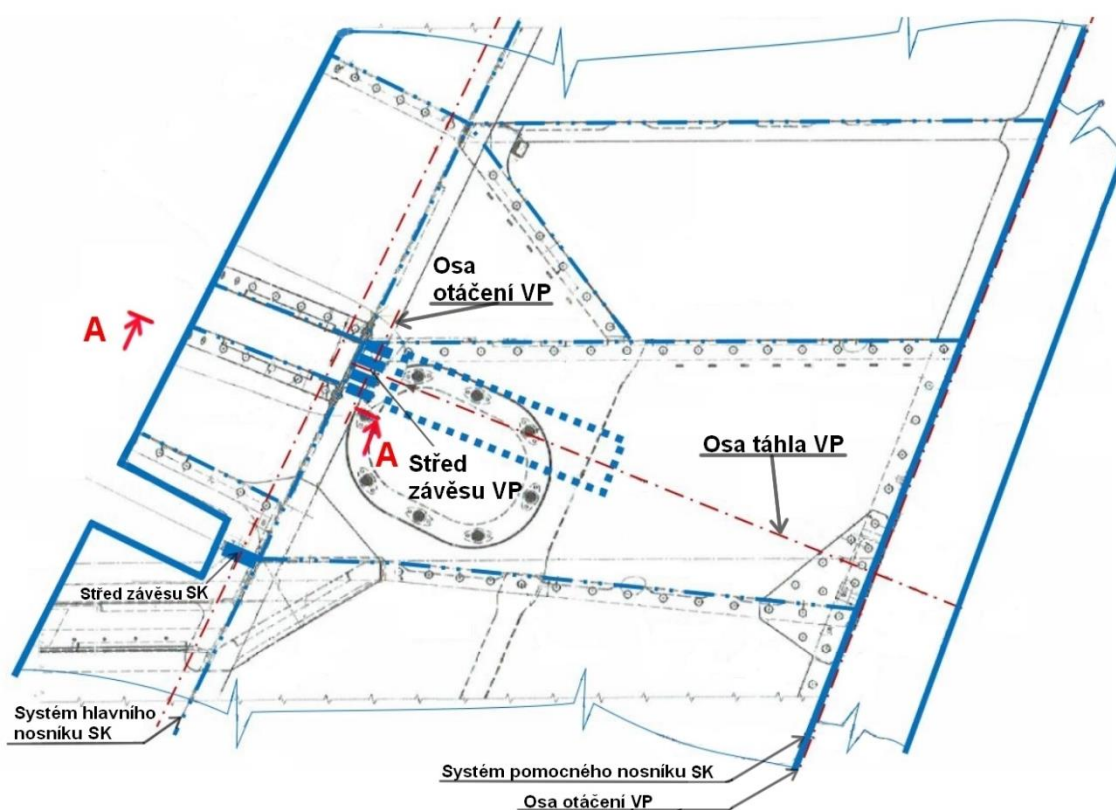 Osa
otáčení VP
A
A
Osa táhla VP
Střed
závěsu VP
Střed závěsu SK
Systém hlavního
nosníku SK
Systém pomocného nosníku SK
Osa otáčení VP